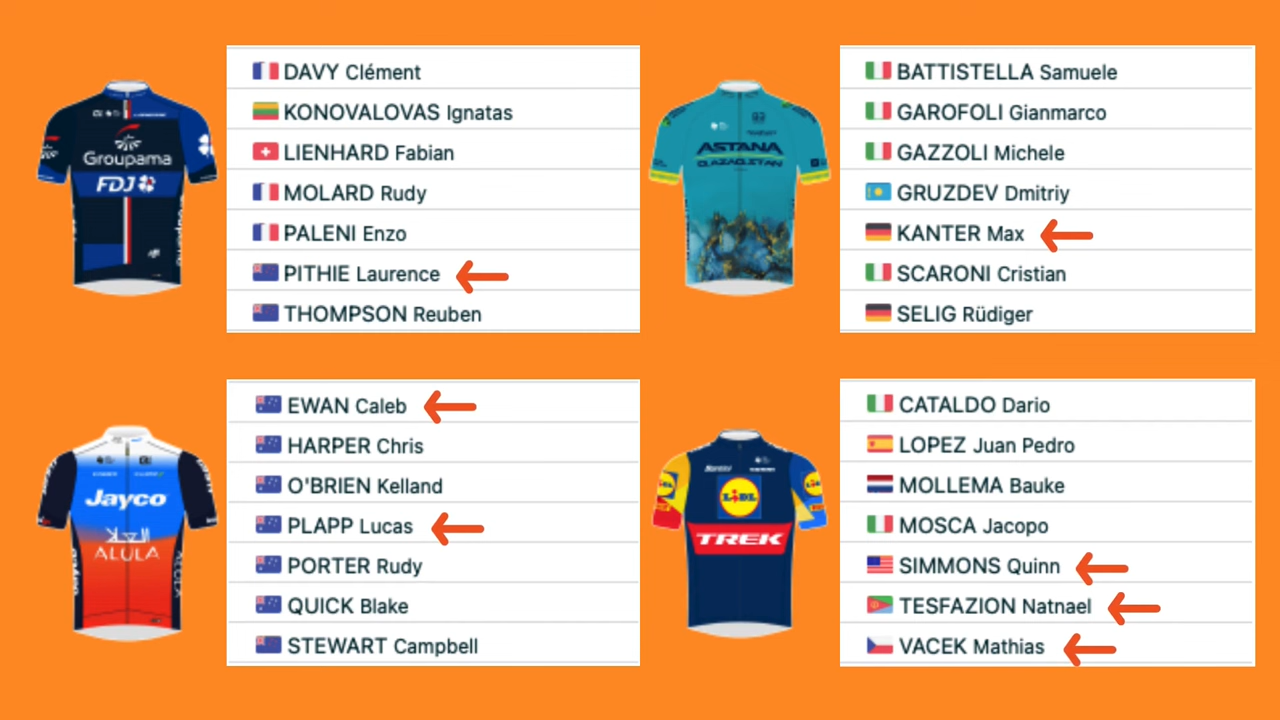 Groupama
FDJ
DAVY Clément
KONOVALOVAS Ignatas
LIENHARD Fabian
MOLARD Rudy
PALENI Enzo
PITHIE Laurence
THOMPSON Reuben
ASTANA
QAZAQSTAN
BATTISTELLA Samuele
GAROFOLI Gianmarco
GAZZOLI Michele
GRUZDEV Dmitriy
KANTER Max
SCARONI Cristian
SELIG Rüdiger
Jayco
ALULA
EWAN Caleb
HARPER Chris
O'BRIEN Kelland
PLAPP Lucas
PORTER Rudy
QUICK Blake
STEWART Campbell
LIDL
TREK
CATALDO Dario
LOPEZ Juan Pedro
MOLLEMA Bauke
MOSCA Jacopo
SIMMONS Quinn
TESFAZION Natnael
VACEK Mathias